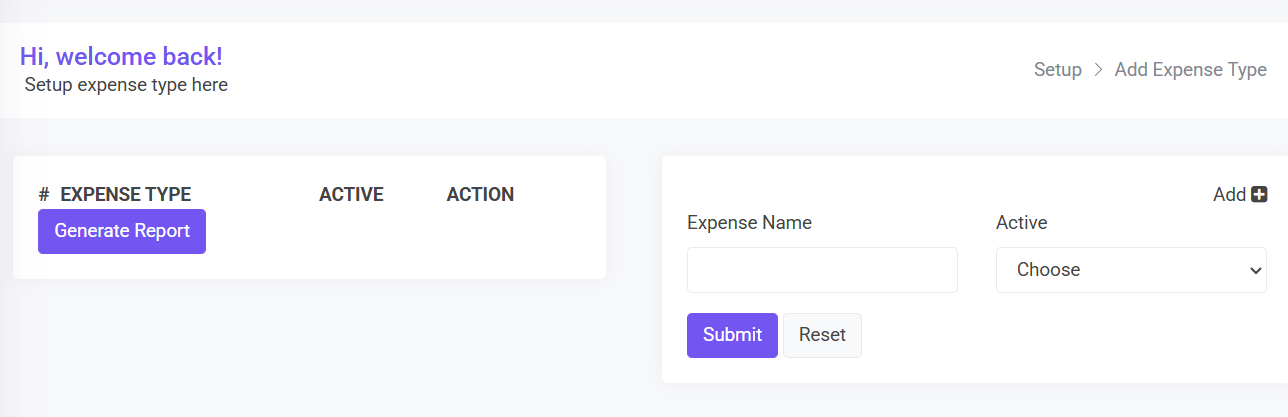 Hi, welcome back!
Setup expense type here
Setup > Add Expense Type
# EXPENSE TYPE ACTIVE ACTION
Generate Report
Add
Expense Name Active
Choose
Submit Reset